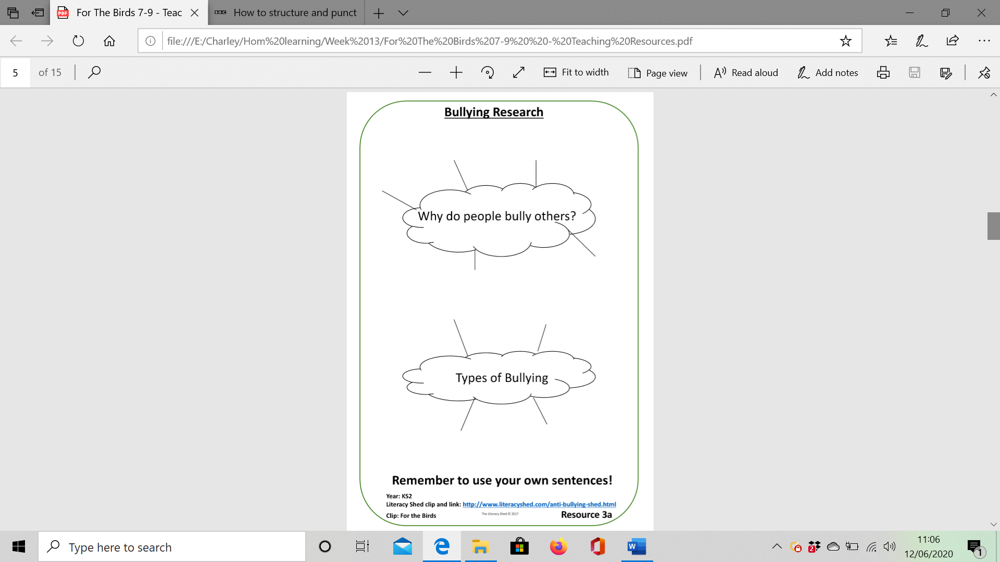 For The Birds 7-9 - Teac
BBC How to structure and punct
file:///E:/Charley/Hom%20learning/Week%2013/For%20The%20Birds%207-9%20%20-%20Teaching%20Resources.pdf
5 of 15
Fit to width
Page view
Read aloud
Add notes
Bullying Research
Why do people bully others?
Types of Bullying
Remember to use your own sentences!
Year: KS2
Literacy Shed clip and link: http://www.literacyshed.com/anti-bullying-shed.html
Clip: For the Birds
The Literacy Shed © 2017
Resource 3a
Type here to search
11:06
12/06/2020
2
1